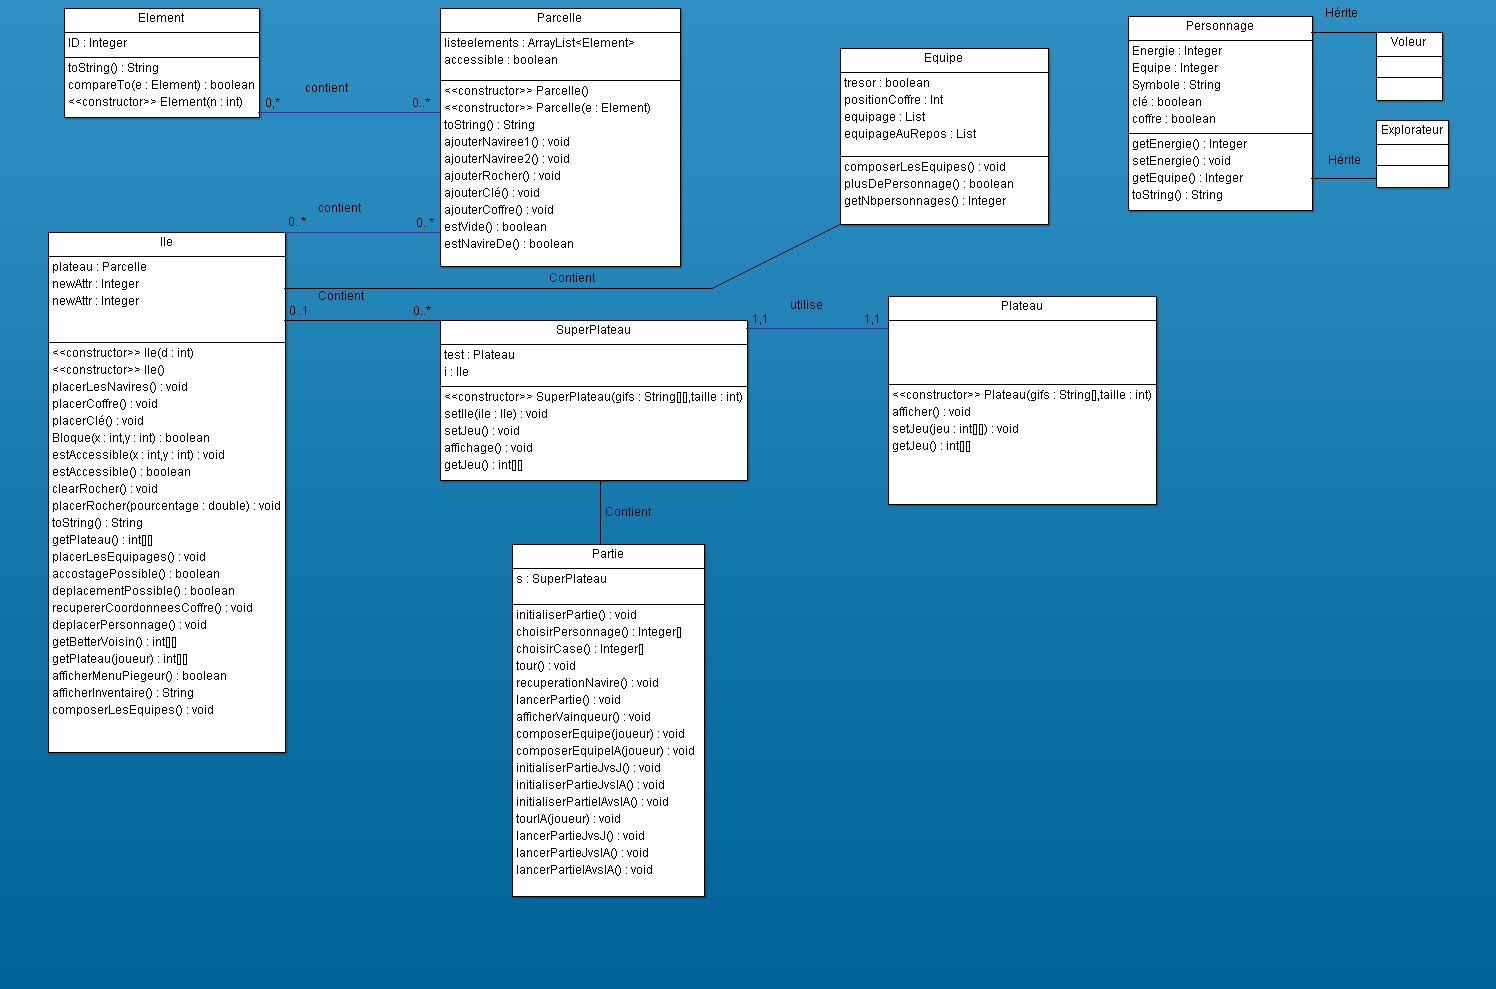 Element
ID : Integer
toString() : String
compareTo(e : Element) : boolean
<<constructor>> Element(n : int)
contient
0,*
0..*
Parcelle
listeelements : ArrayList<Element>
accessible : boolean
<<constructor>> Parcelle()
<<constructor>> Parcelle(e : Element)
toString() : String
ajouterNaviree1() : void
ajouterNaviree2() : void
ajouterRocher() : void
ajouterClé() : void
ajouterCoffre() : void
estVide() : boolean
estNavireDe() : boolean
Equipe
tresor : boolean
positionCoffre : Int
equipage : List
equipageAuRepos : List
composerLesEquipes() : void
plusDePersonnage() : boolean
getNbpersonnages() : Integer
Personnage
Energie : Integer
Equipe : Integer
Symbole : String
clé : boolean
coffre : boolean
getEnergie() : Integer
setEnergie() : void
getEquipe() : Integer
toString() : String
Hérite
Voleur
Explorateur
Hérite
contient
0..*
0..*
Ile
plateau : Parcelle
newAttr : Integer
newAttr : Integer
<<constructor>> Ile(d : int)
<<constructor>> Ile()
placerLesNavires() : void
placerCoffre() : void
placerClé() : void
Bloque(x : int,y : int) : boolean
estAccessible(x : int,y : int) : void
estAccessible() : boolean
clearRocher() : void
placerRocher(pourcentage : double) : void
toString() : String
getPlateau() : int[][]
placerLesEquipages() : void
accostagePossible() : boolean
deplacementPossible() : boolean
recupererCoordonneesCoffre() : void
deplacerPersonnage() : void
getBetterVoisin() : int[][]
getPlateau(joueur) : int[][]
afficherMenuPiegeur() : boolean
afficherInventaire() : String
composerLesEquipes() : void
Contient
Contient
0..1
0..*
SuperPlateau
test : Plateau
i : Ile
<<constructor>> SuperPlateau(gifs : String[][],taille : int)
setIle(ile : Ile) : void
setJeu() : void
affichage() : void
getJeu() : int[][]
utilise
1,1
1,1
Plateau
<<constructor>> Plateau(gifs : String[],taille : int)
afficher() : void
setJeu(jeu : int[][]) : void
getJeu() : int[][]
Contient
Partie
s : SuperPlateau
initialiserPartie() : void
choisirPersonnage() : Integer[]
choisirCase() : Integer[]
tour() : void
recuperationNavire() : void
lancerPartie() : void
afficherVainqueur() : void
composerEquipe(joueur) : void
composerEquipeIA(joueur) : void
initialiserPartieJvsJ() : void
initialiserPartieJvsIA() : void
initialiserPartieIAvsIA() : void
tourIA(joueur) : void
lancerPartieJvsJ() : void
lancerPartieJvsIA() : void
lancerPartieIAvsIA() : void